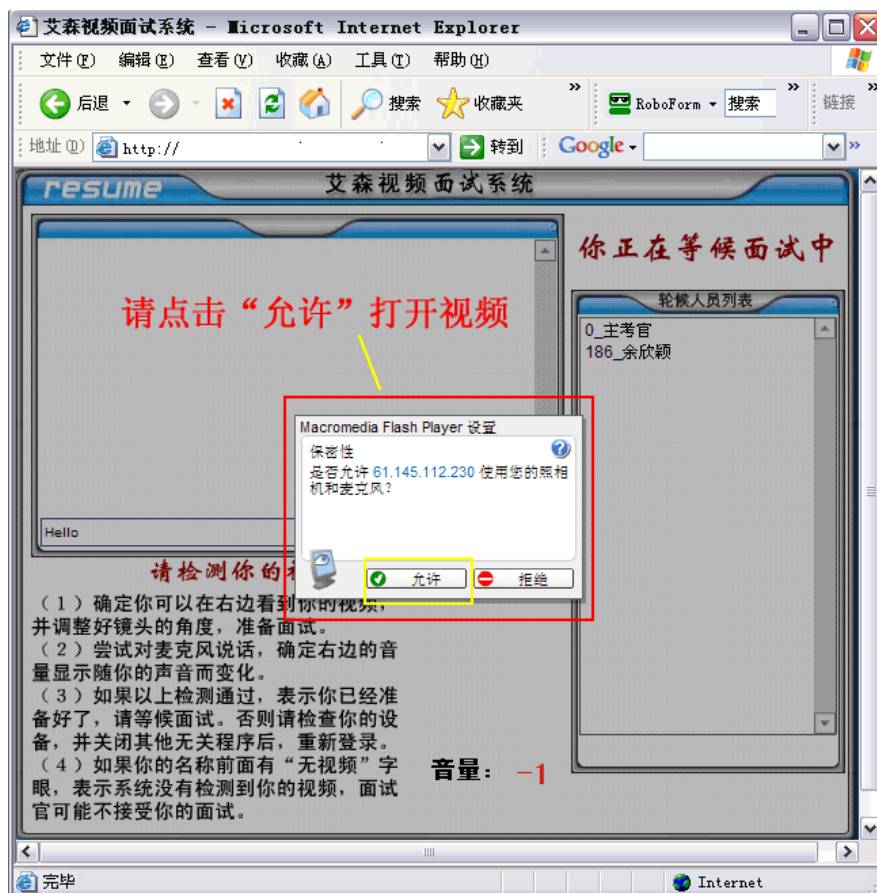 艾森视频面试系统 - Microsoft Internet Explorer
文件(F) 编辑(E) 查看(V) 收藏(A) 工具(T) 帮助(H)
后退 搜索 收藏夹 » RoboForm 搜索 » 链接 »
地址(D) http:// 转到 Google »
resume 艾森视频面试系统
你正在等候面试中
请点击“允许”打开视频
轮候人员列表
0_主考官
186_余欣颖
Macromedia Flash Player 设置
保密性
是否允许 61.145.112.230 使用您的照相
机和麦克风?
Hello
允许 拒绝
请检测你的
(1)确定你可以在右边看到你的视频,
并调整好镜头的角度,准备面试。
(2)尝试对麦克风说话,确定右边的音
量显示随你的声音而变化。
(3)如果以上检测通过,表示你已经准
备好了,请等候面试。否则请检查你的设
备,并关闭其他无关程序后,重新登录。
(4)如果你的名称前面有“无视频”字
眼,表示系统没有检测到你的视频,面试
官可能不接受你的面试。
音量: -1
完毕 Internet